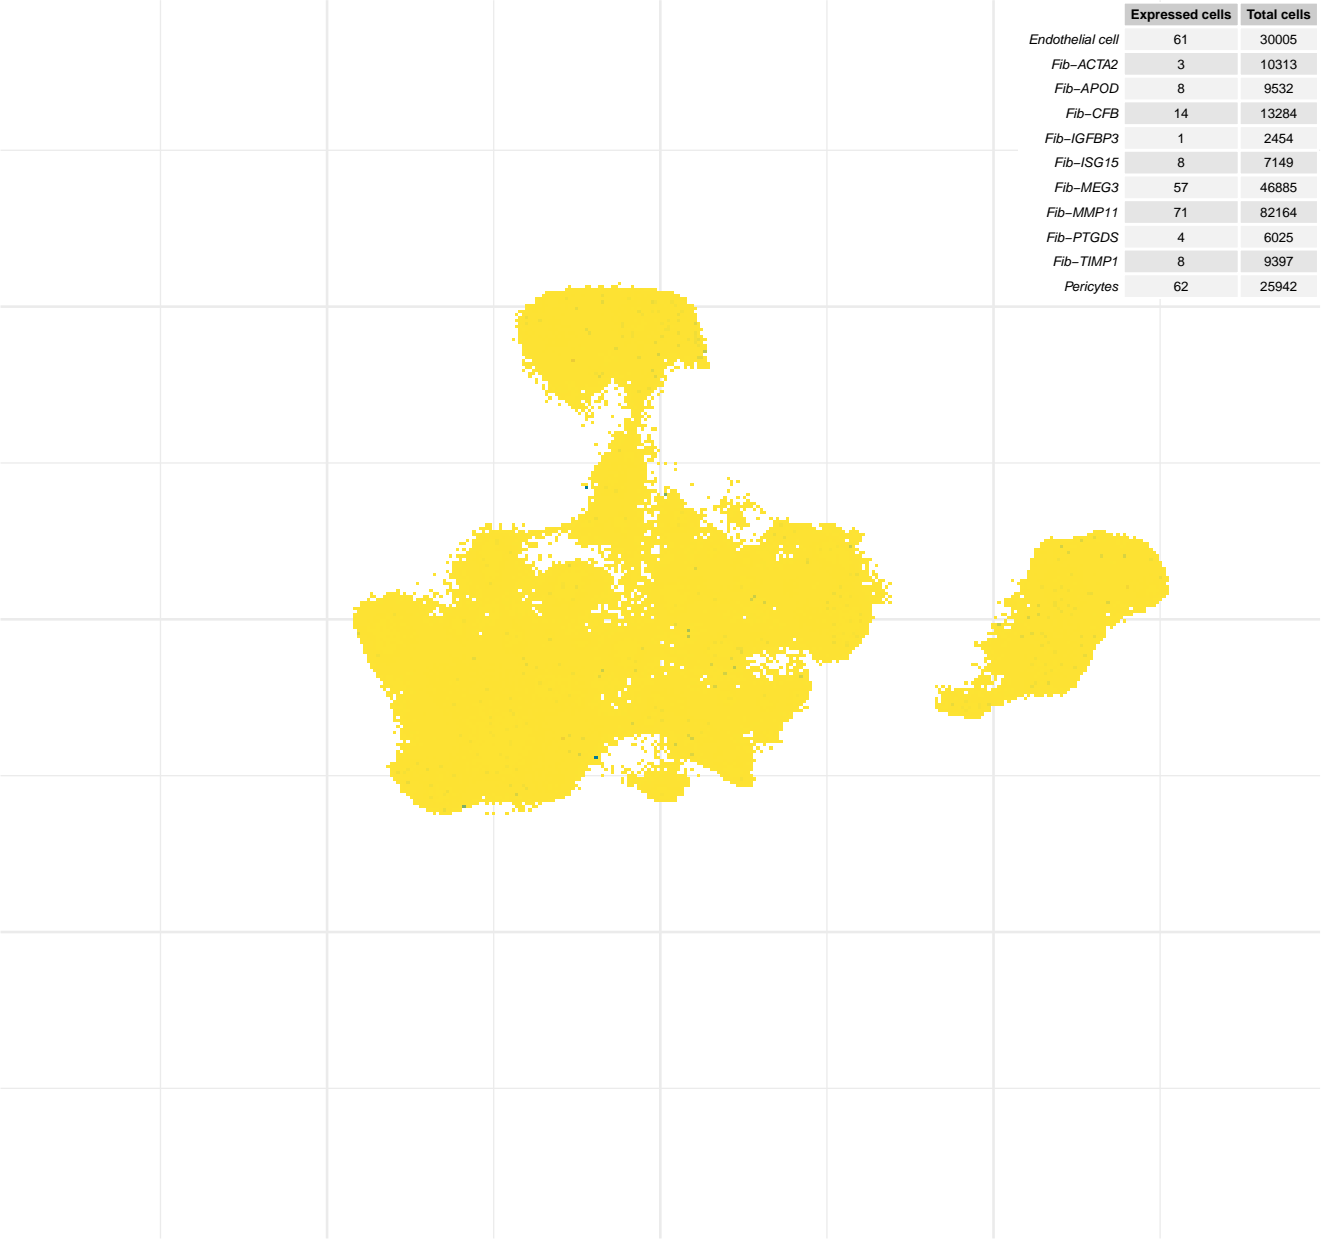 Expressed cells Total cells
Endothelial cell 61 30005
Fib−ACTA2 3 10313
Fib−APOD 8 9532
Fib−CFB 14 13284
Fib−IGFBP3 1 2454
Fib−ISG15 8 7149
Fib−MEG3 57 46885
Fib−MMP11 71 82164
Fib−PTGDS 4 6025
Fib−TIMP1 8 9397
Pericytes 62 25942